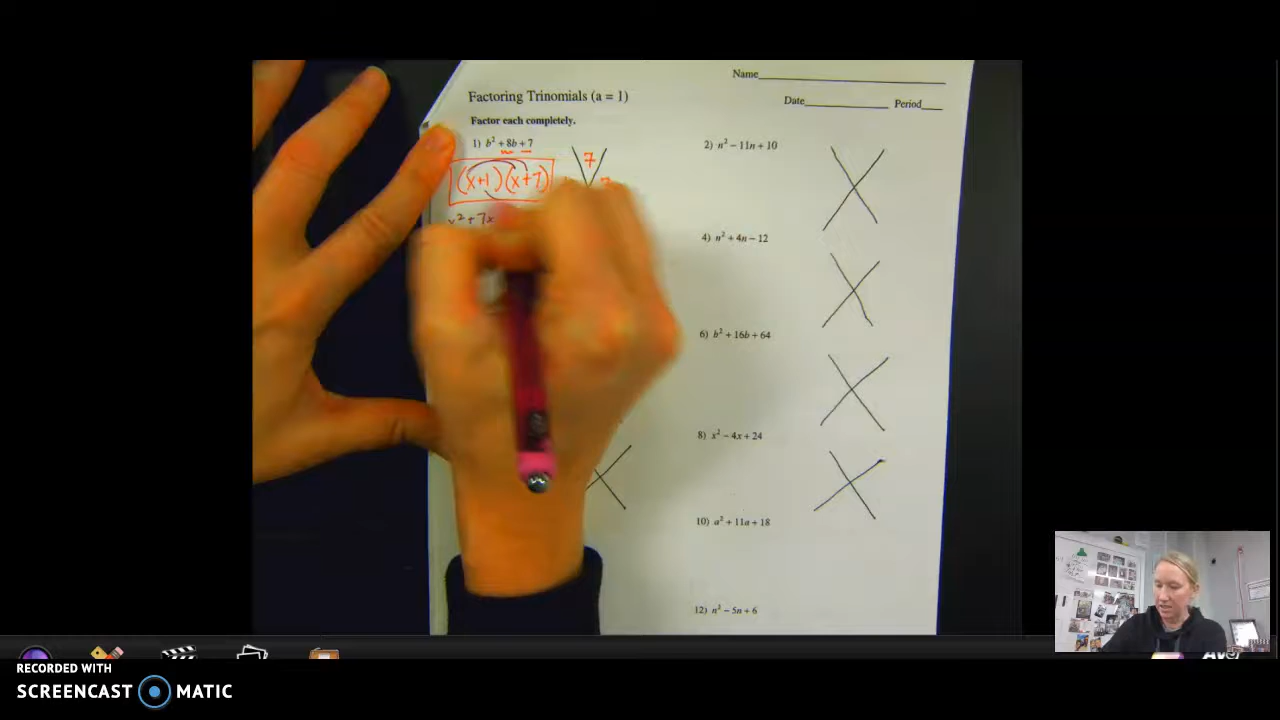 Name
Factoring Trinomials (a = 1)
Date Period
Factor each completely.
1) b² + 8b + 7
7
(x+1)(x+7)
x² + 7x
2) n² − 11n + 10
4) n² + 4n − 12
6) b² + 16b + 64
8) x² − 4x + 24
10) a² + 11a + 18
12) n² − 5n + 6
RECORDED WITH
SCREENCAST MATIC